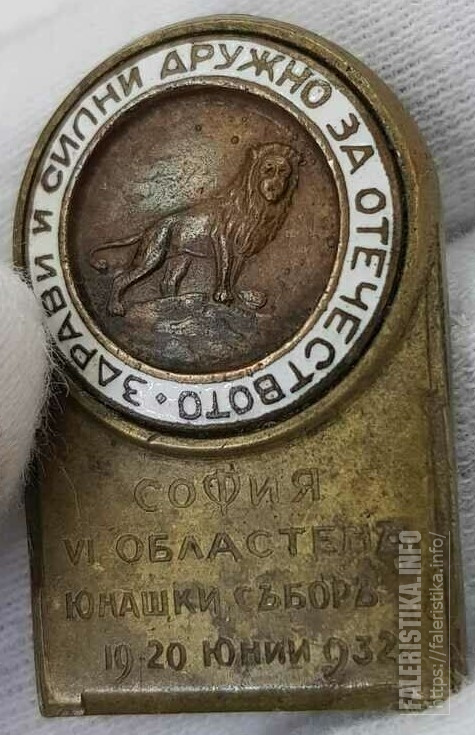 ЗДРАВИ И СИЛНИ ДРУЖНО ЗА ОТЕЧЕСТВОТО ·
СОФИЯ
VI ОБЛАСТЕНЪ
ЮНАШКИ СЪБОРЪ
19-20 ЮНИИ 932
FALERISTIKA.INFO
https://faleristika.info/